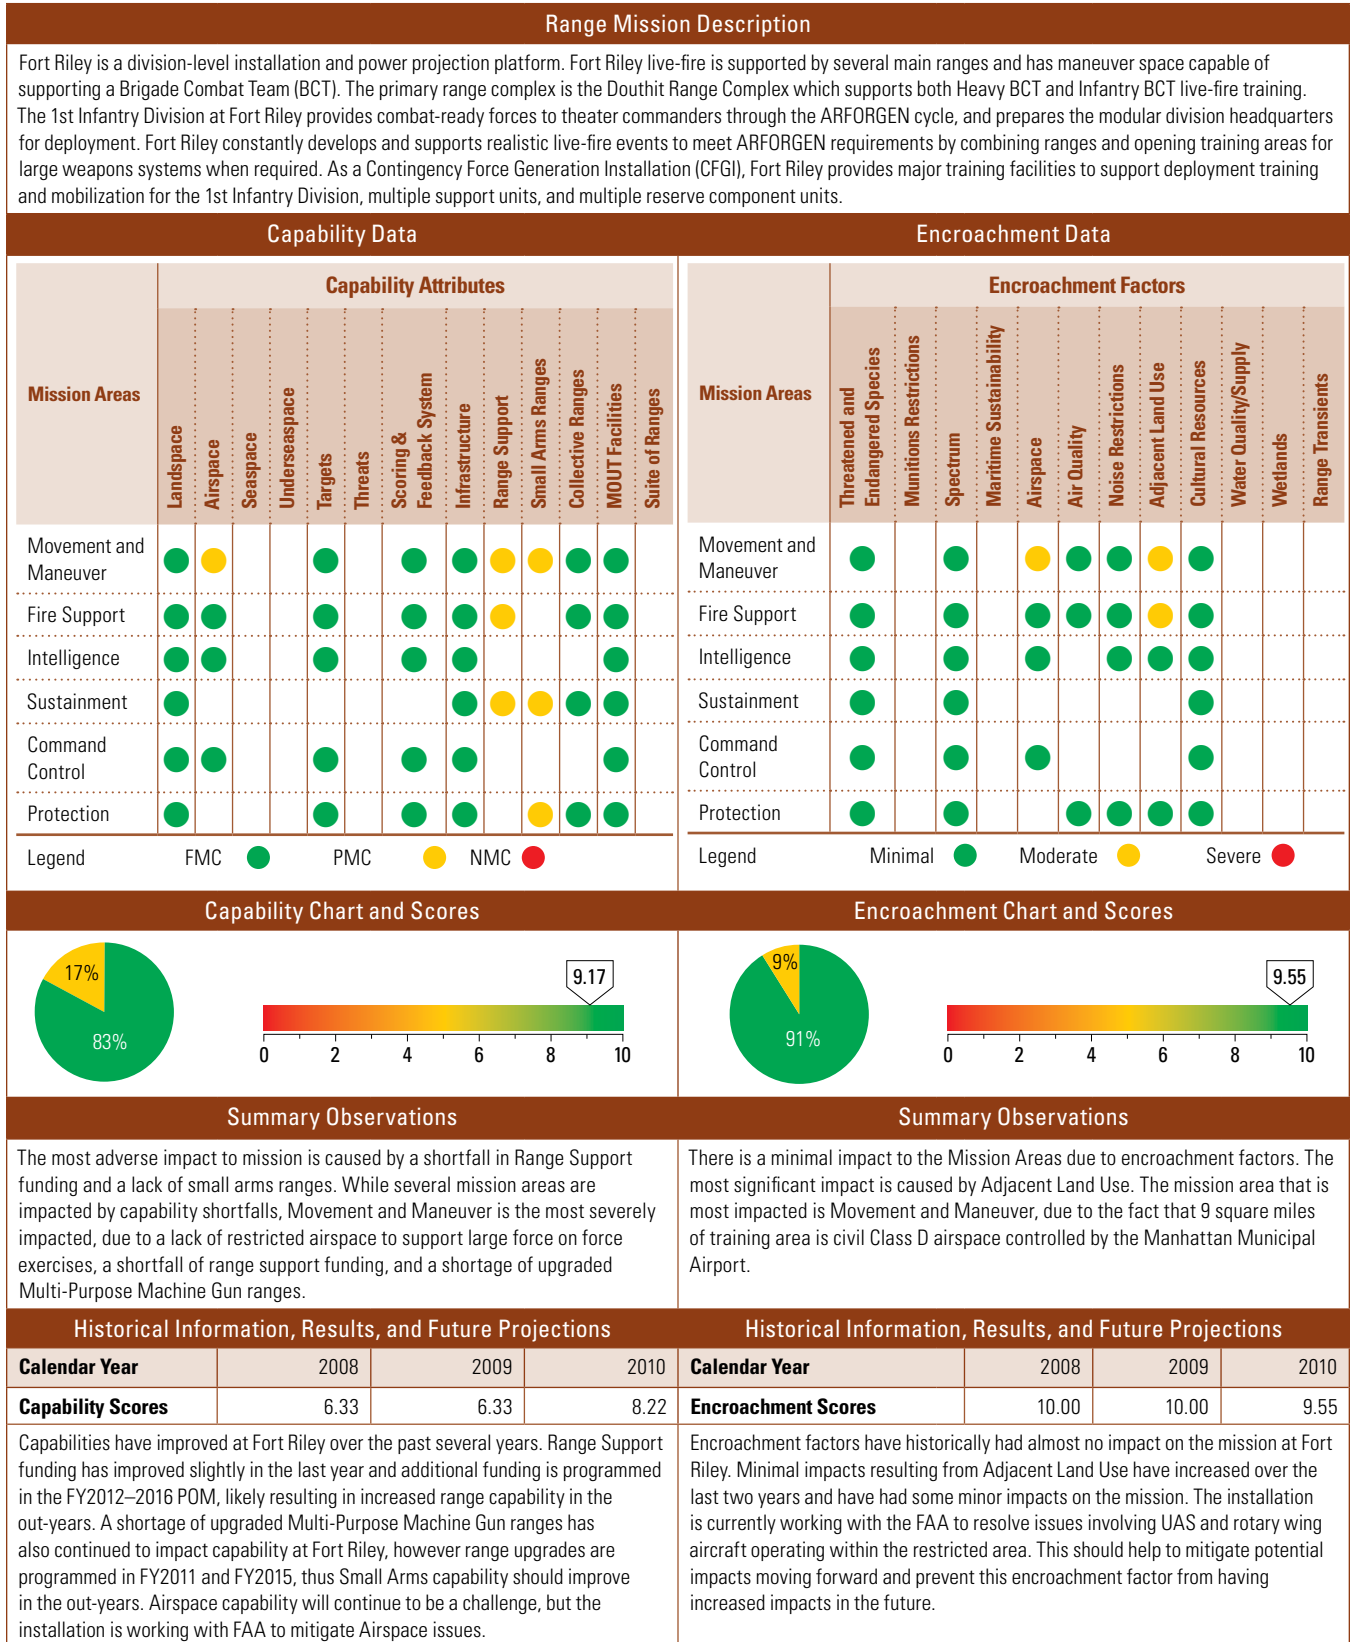 Range Mission Description
Fort Riley is a division-level installation and power projection platform. Fort Riley live-fire is supported by several main ranges and has maneuver space capable of
supporting a Brigade Combat Team (BCT). The primary range complex is the Douthit Range Complex which supports both Heavy BCT and Infantry BCT live-fire training.
The 1st Infantry Division at Fort Riley provides combat-ready forces to theater commanders through the ARFORGEN cycle, and prepares the modular division headquarters
for deployment. Fort Riley constantly develops and supports realistic live-fire events to meet ARFORGEN requirements by combining ranges and opening training areas for
large weapons systems when required. As a Contingency Force Generation Installation (CFGI), Fort Riley provides major training facilities to support deployment training
and mobilization for the 1st Infantry Division, multiple support units, and multiple reserve component units.
Capability Data
Mission Areas
Capability Attributes
Landspace
Airspace
Seaspace
Underseaspace
Targets
Threats
Scoring &
Feedback System
Infrastructure
Range Support
Small Arms Ranges
Collective Ranges
MOUT Facilities
Suite of Ranges
Movement and
Maneuver
Fire Support
Intelligence
Sustainment
Command
Control
Protection
Legend FMC PMC NMC
Encroachment Data
Mission Areas
Encroachment Factors
Threatened and
Endangered Species
Munitions Restrictions
Spectrum
Maritime Sustainability
Airspace
Air Quality
Noise Restrictions
Adjacent Land Use
Cultural Resources
Water Quality/Supply
Wetlands
Range Transients
Movement and
Maneuver
Fire Support
Intelligence
Sustainment
Command
Control
Protection
Legend Minimal Moderate Severe
Capability Chart and Scores
17%
83%
9.17
0 2 4 6 8 10
Encroachment Chart and Scores
9%
91%
9.55
0 2 4 6 8 10
Summary Observations
The most adverse impact to mission is caused by a shortfall in Range Support
funding and a lack of small arms ranges. While several mission areas are
impacted by capability shortfalls, Movement and Maneuver is the most severely
impacted, due to a lack of restricted airspace to support large force on force
exercises, a shortfall of range support funding, and a shortage of upgraded
Multi-Purpose Machine Gun ranges.
Summary Observations
There is a minimal impact to the Mission Areas due to encroachment factors. The
most significant impact is caused by Adjacent Land Use. The mission area that is
most impacted is Movement and Maneuver, due to the fact that 9 square miles
of training area is civil Class D airspace controlled by the Manhattan Municipal
Airport.
Historical Information, Results, and Future Projections
Calendar Year 2008 2009 2010
Capability Scores 6.33 6.33 8.22
Capabilities have improved at Fort Riley over the past several years. Range Support
funding has improved slightly in the last year and additional funding is programmed
in the FY2012–2016 POM, likely resulting in increased range capability in the
out-years. A shortage of upgraded Multi-Purpose Machine Gun ranges has
also continued to impact capability at Fort Riley, however range upgrades are
programmed in FY2011 and FY2015, thus Small Arms capability should improve
in the out-years. Airspace capability will continue to be a challenge, but the
installation is working with FAA to mitigate Airspace issues.
Historical Information, Results, and Future Projections
Calendar Year 2008 2009 2010
Encroachment Scores 10.00 10.00 9.55
Encroachment factors have historically had almost no impact on the mission at Fort
Riley. Minimal impacts resulting from Adjacent Land Use have increased over the
last two years and have had some minor impacts on the mission. The installation
is currently working with the FAA to resolve issues involving UAS and rotary wing
aircraft operating within the restricted area. This should help to mitigate potential
impacts moving forward and prevent this encroachment factor from having
increased impacts in the future.